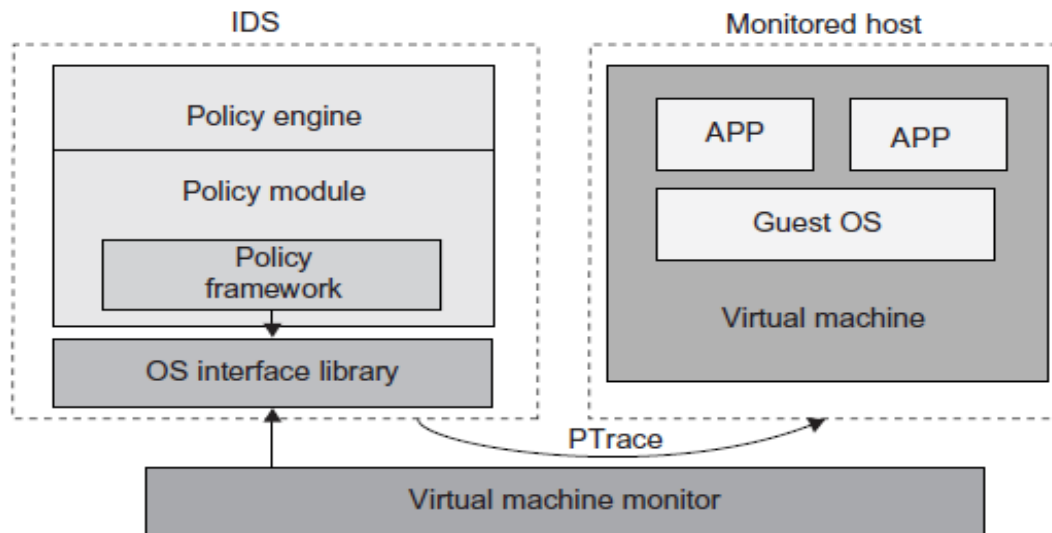 IDS
Monitored host
Policy engine
Policy module
Policy
framework
OS interface library
APP
APP
Guest OS
Virtual machine
PTrace
Virtual machine monitor